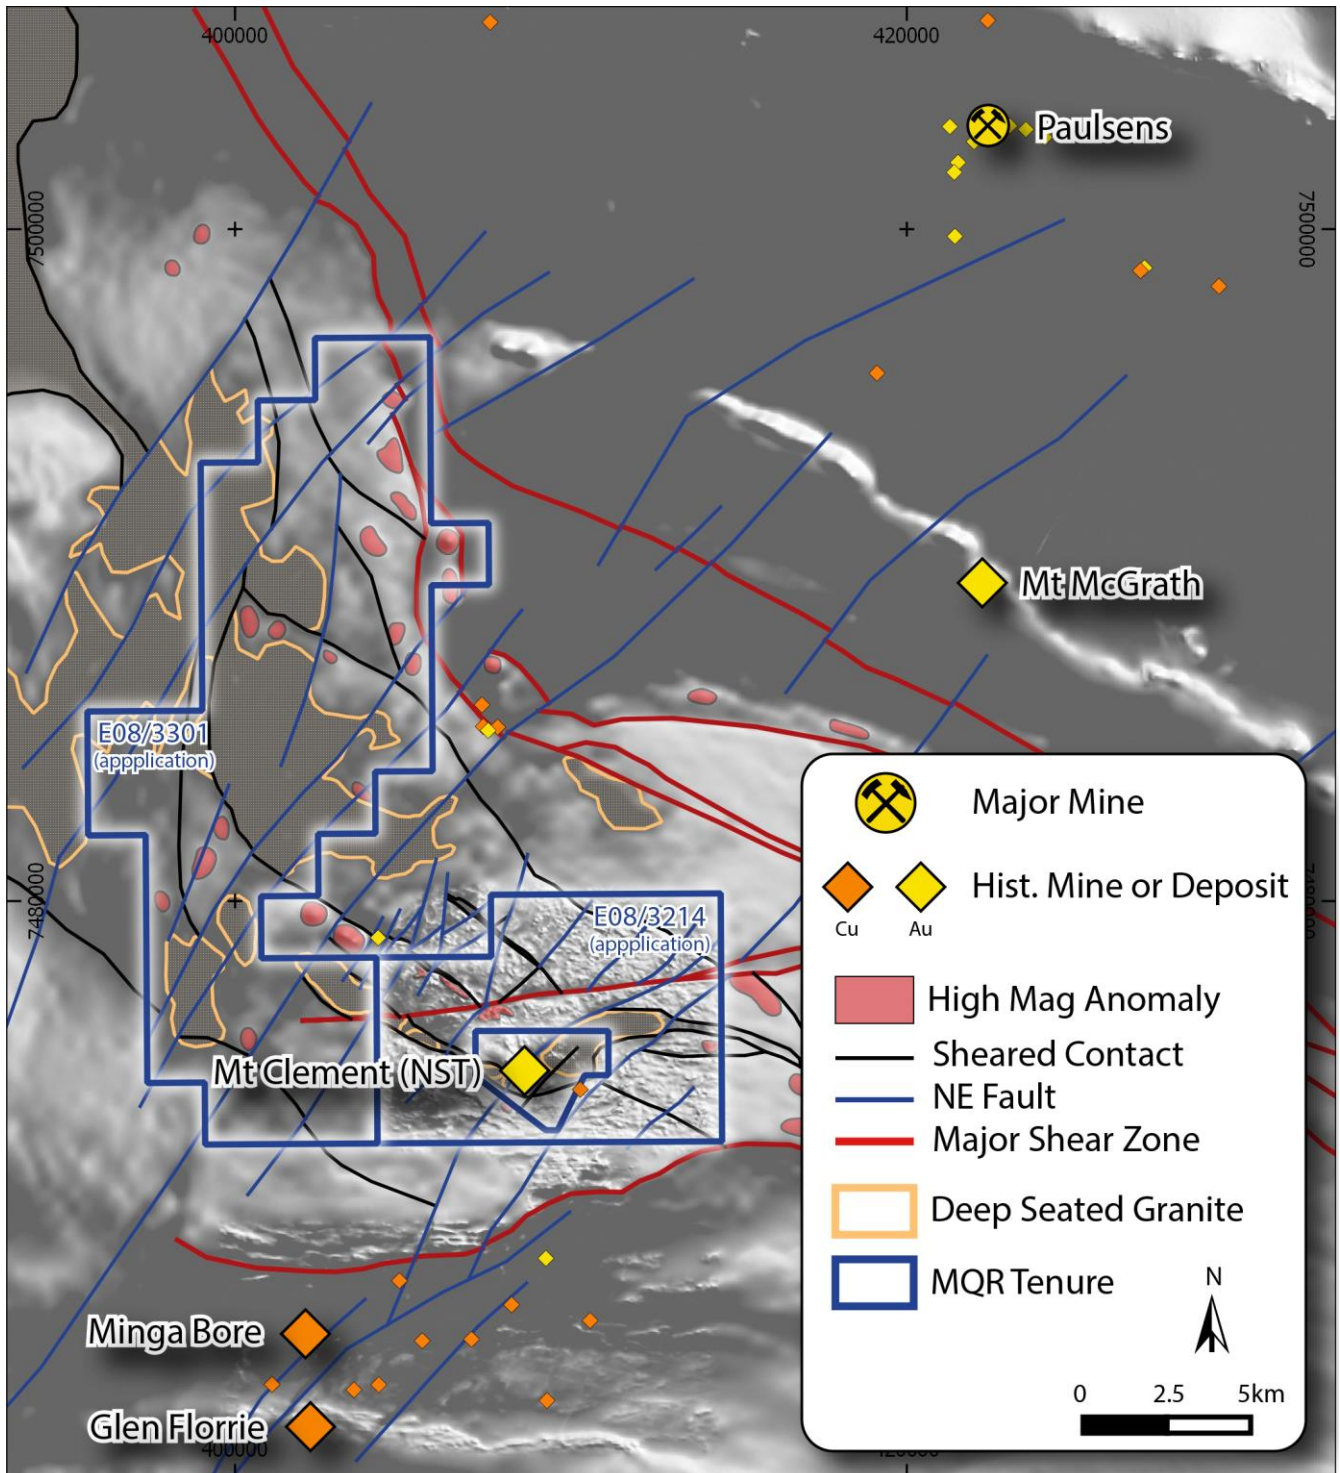 400000
420000
Paulsens
7500000
7500000
Mt McGrath
E08/3301
(appplication)
Major Mine
Hist. Mine or Deposit
Cu
Au
7480000
E08/3214
(appplication)
High Mag Anomaly
Sheared Contact
Mt Clement (NST)
NE Fault
Major Shear Zone
Deep Seated Granite
MQR Tenure
N
Minga Bore
0
2.5
5km
Glen Florrie
400000